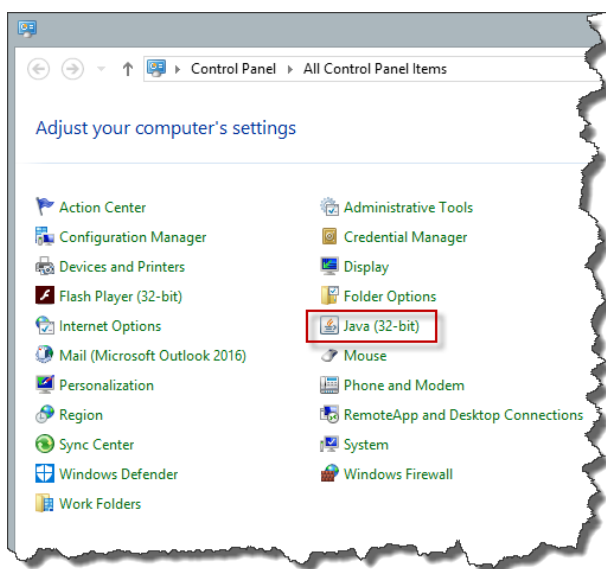 Control Panel All Control Panel Items
Adjust your computer's settings
Action Center
Configuration Manager
Devices and Printers
Flash Player (32-bit)
Internet Options
Mail (Microsoft Outlook 2016)
Personalization
Region
Sync Center
Windows Defender
Work Folders
Administrative Tools
Credential Manager
Display
Folder Options
Java (32-bit)
Mouse
Phone and Modem
RemoteApp and Desktop Connections
System
Windows Firewall